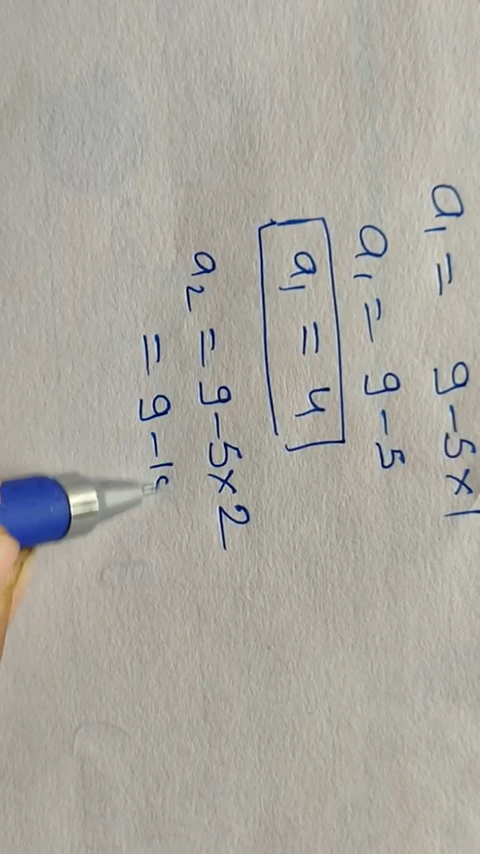 a₁ = 9-5×1
a₁ = 9-5
a₁ = 4
a₂ = 9-5×2
= 9-1